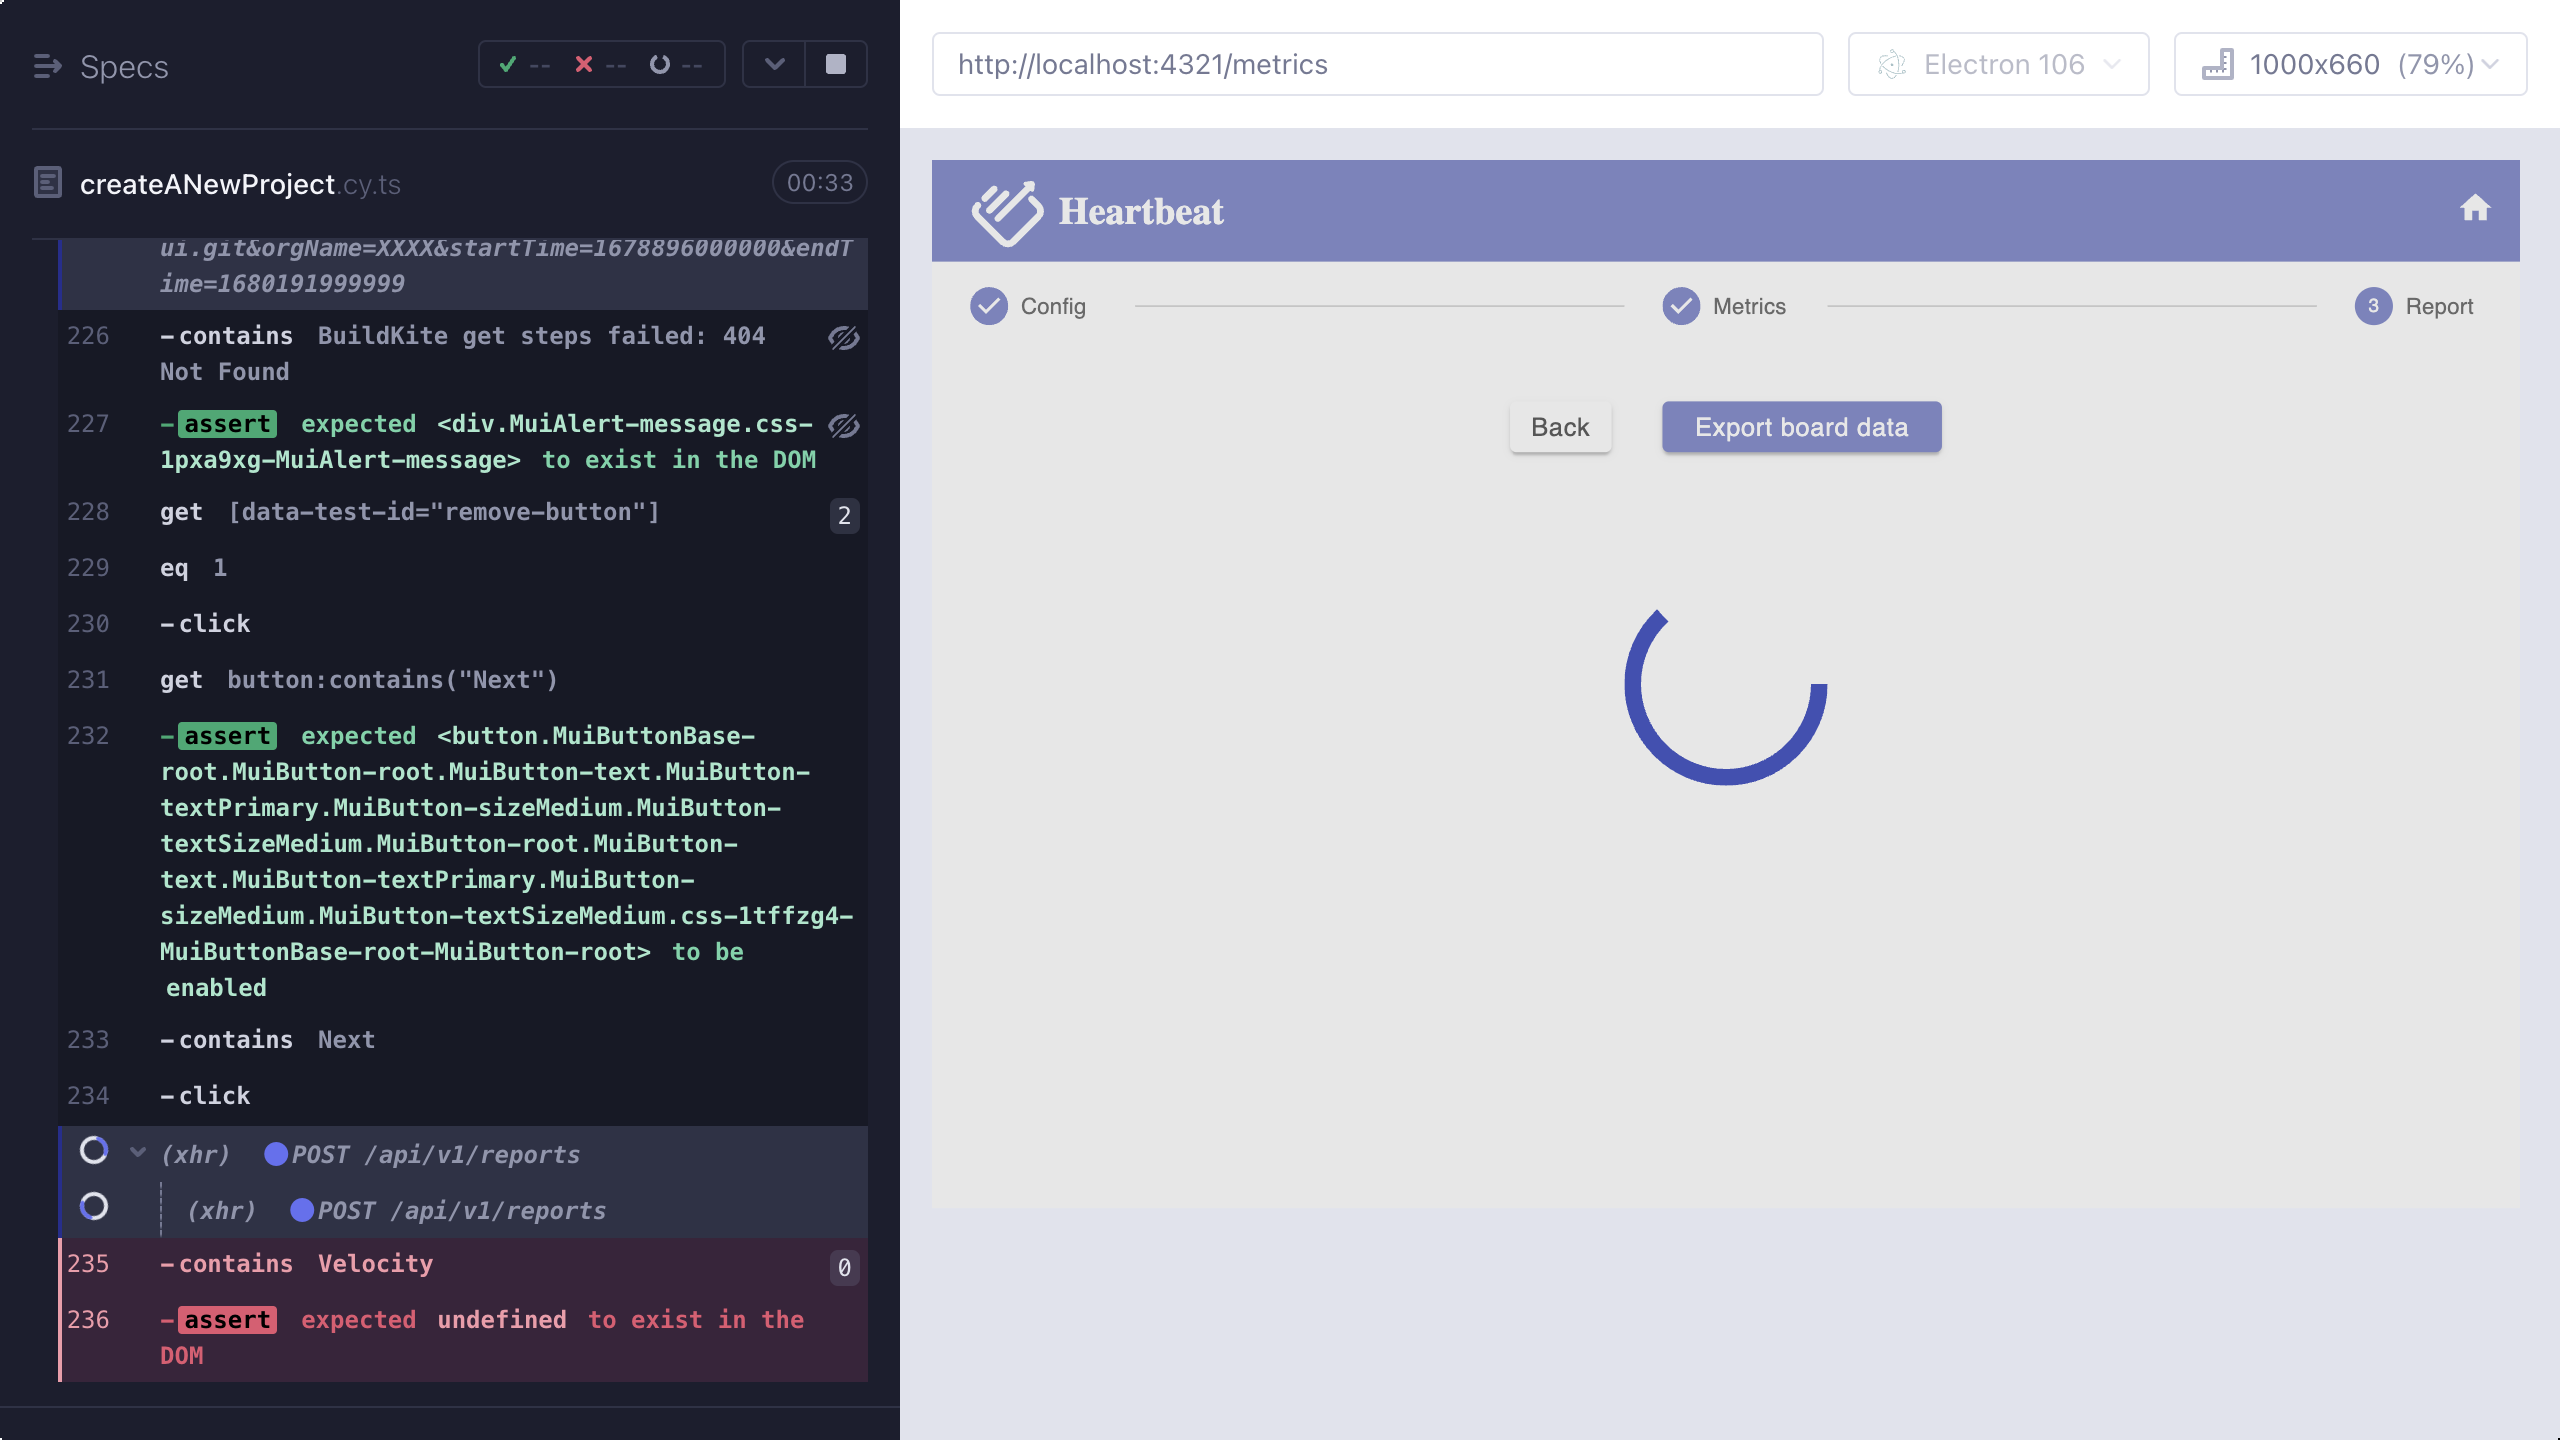 Specs
-- -- --
createANewProject.cy.ts
00:33
ui.git&orgName=XXXX&startTime=1678896000000&endT
ime=1680191999999
226 -contains BuildKite get steps failed: 404
Not Found
227 -assert expected <div.MuiAlert-message.css-
1pxa9xg-MuiAlert-message> to exist in the DOM
228 get [data-test-id="remove-button"] 2
229 eq 1
230 -click
231 get button:contains("Next")
232 -assert expected <button.MuiButtonBase-
root.MuiButton-root.MuiButton-text.MuiButton-
textPrimary.MuiButton-sizeMedium.MuiButton-
textSizeMedium.MuiButton-root.MuiButton-
text.MuiButton-textPrimary.MuiButton-
sizeMedium.MuiButton-textSizeMedium.css-1tffzg4-
MuiButtonBase-root-MuiButton-root> to be
enabled
233 -contains Next
234 -click
(xhr) POST /api/v1/reports
(xhr) POST /api/v1/reports
235 -contains Velocity 0
236 -assert expected undefined to exist in the
DOM
http://localhost:4321/metrics
Electron 106
1000x660 (79%)
Heartbeat
Config
Metrics
3 Report
Back
Export board data